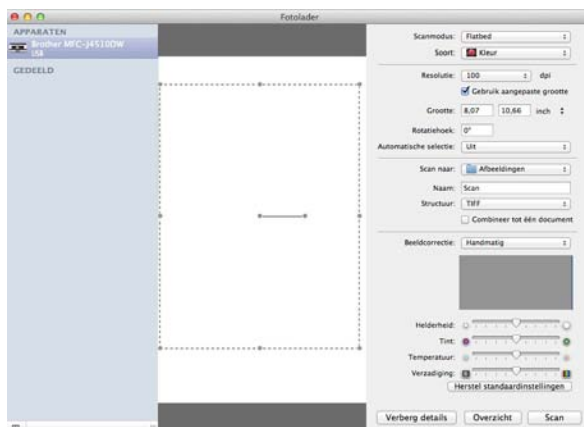 Fotolader
APPARATEN
Brother MFC-J4510DW
USB
GEDEELD
Scanmodus: Flatbed
Soort: Kleur
Resolutie: 100 dpi
Gebruik aangepaste grootte
Grootte: 8,07 10,66 inch
Rotatiehoek: 0°
Automatische selectie: Uit
Scan naar: Afbeeldingen
Naam: Scan
Structuur: TIFF
Combineer tot één document
Beeldcorrectie: Handmatig
Helderheid:
Tint:
Temperatuur:
Verzadiging:
Herstel standaardinstellingen
Verberg details Overzicht Scan